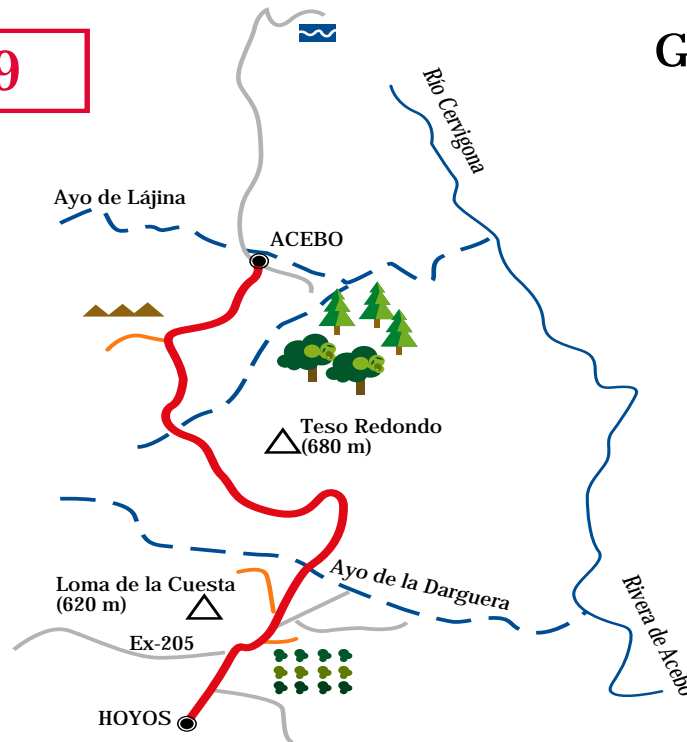 9
G
Río Cervigona
Ayo de Lájina
ACEBO
Teso Redondo
(680 m)
Ayo de la Darguera
Loma de la Cuesta
(620 m)
Rivera de Acebo
Ex-205
HOYOS